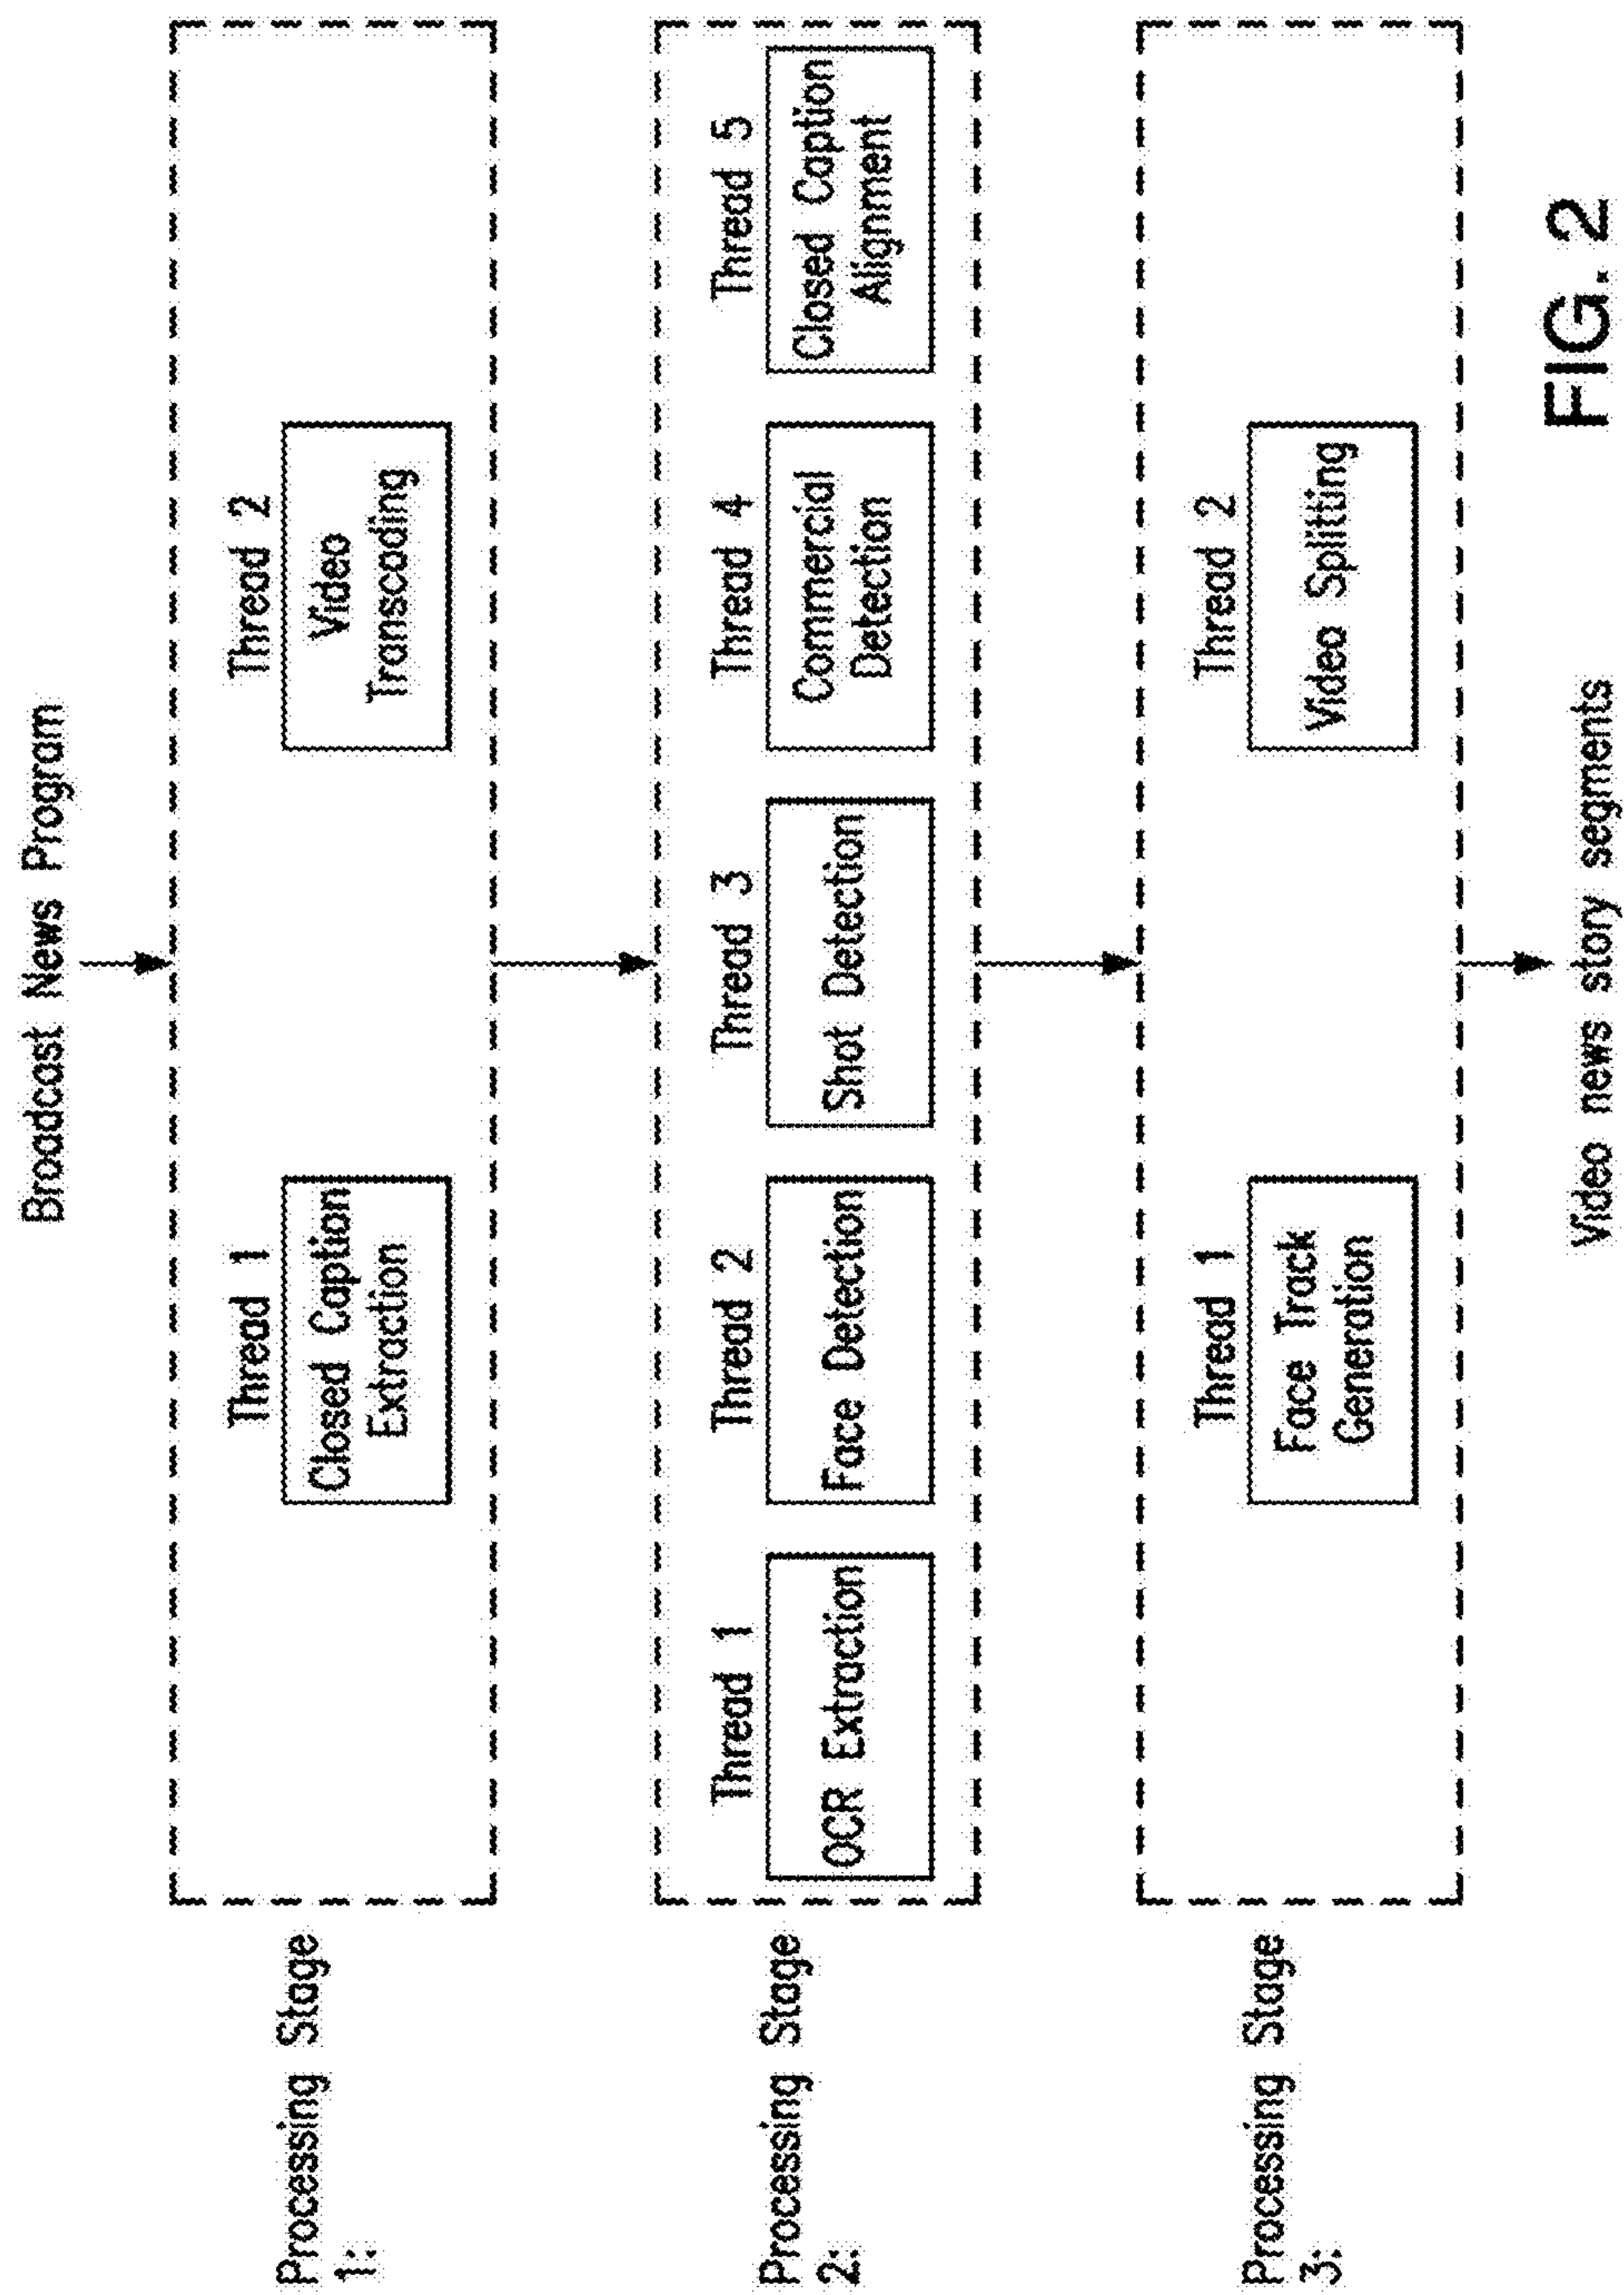 Broadcast News Program
Processing Stage
1:
Thread 1
Closed Caption
Extraction
Thread 2
Video
Transcoding
Processing Stage
2:
Thread 1
OCR Extraction
Thread 2
Face Detection
Thread 3
Shot Detection
Thread 4
Commercial
Detection
Thread 5
Closed Caption
Alignment
Processing Stage
3:
Thread 1
Face Track
Generation
Thread 2
Video Splitting
Video news story segments
FIG. 2